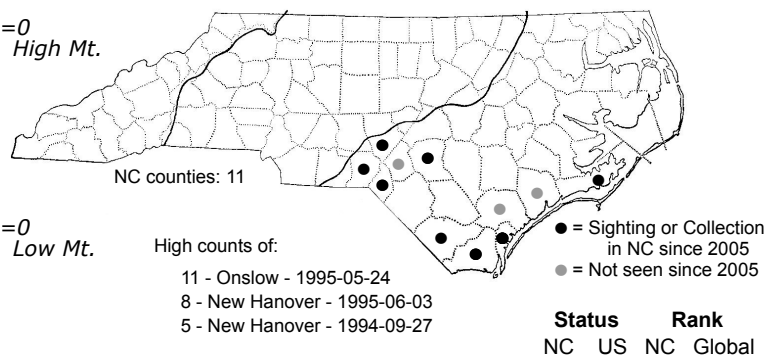 =0
High Mt.
NC counties: 11
=0
Low Mt.
High counts of:
11 - Onslow - 1995-05-24
8 - New Hanover - 1995-06-03
5 - New Hanover - 1994-09-27
= Sighting or Collection
in NC since 2005
= Not seen since 2005
Status Rank
NC US NC Global